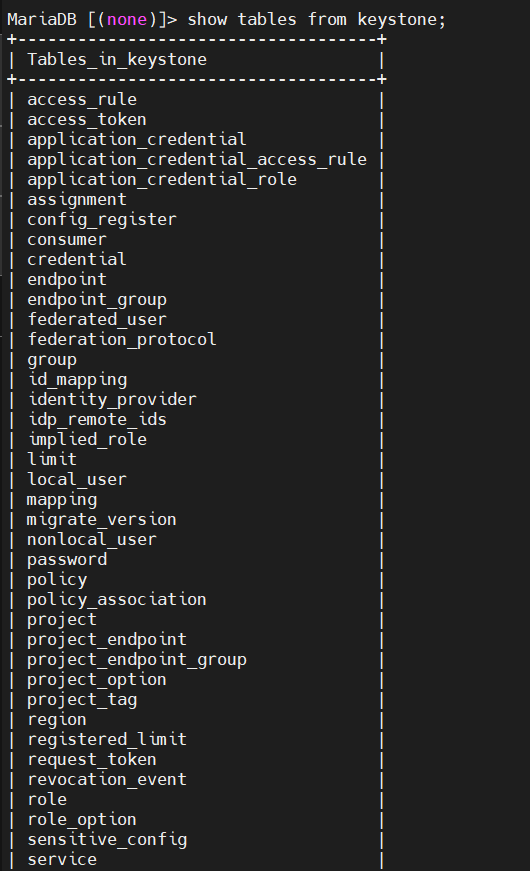 MariaDB [(none)]> show tables from keystone;
+------------------------------------+
| Tables_in_keystone                 |
+------------------------------------+
| access_rule                        |
| access_token                       |
| application_credential             |
| application_credential_access_rule |
| application_credential_role        |
| assignment                         |
| config_register                    |
| consumer                           |
| credential                         |
| endpoint                           |
| endpoint_group                     |
| federated_user                     |
| federation_protocol                |
| group                              |
| id_mapping                         |
| identity_provider                  |
| idp_remote_ids                     |
| implied_role                       |
| limit                              |
| local_user                         |
| mapping                            |
| migrate_version                    |
| nonlocal_user                      |
| password                           |
| policy                             |
| policy_association                 |
| project                            |
| project_endpoint                   |
| project_endpoint_group             |
| project_option                     |
| project_tag                        |
| region                             |
| registered_limit                   |
| request_token                      |
| revocation_event                   |
| role                               |
| role_option                        |
| sensitive_config                   |
| service                            |